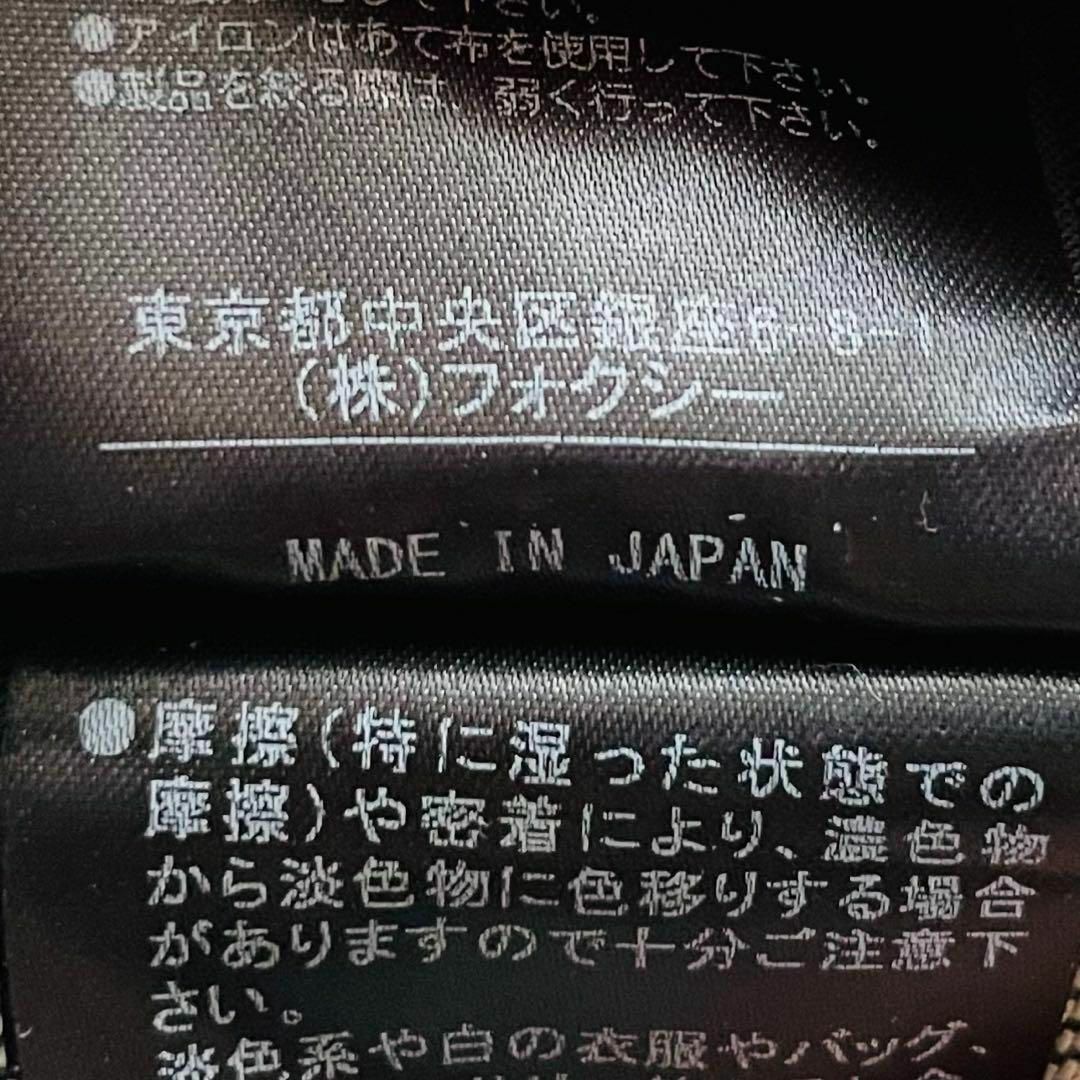 下さい。
●アイロンはあて布を使用して下さい。
●製品を絞る際は、弱く行って下さい。
東京都中央区銀座6-8-1
(株)フォクシー
MADE IN JAPAN
●摩擦(特に湿った状態での
摩擦)や密着により、濃色物
から淡色物に色移りする場合
がありますので十分ご注意下
さい。
淡色系や白の衣服やバッグ、